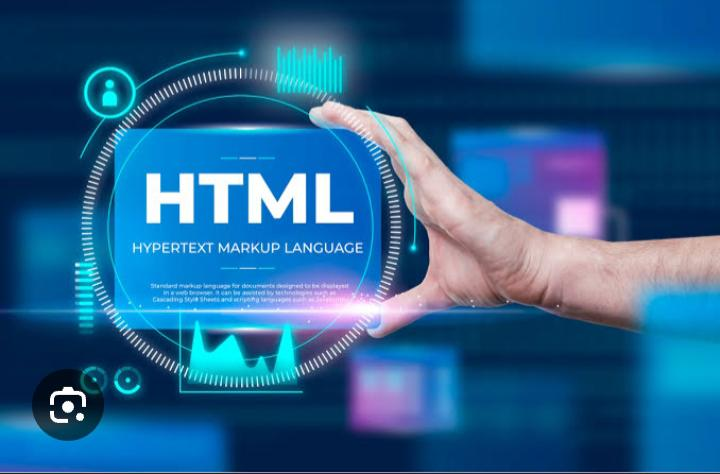 HTML
HYPERTEXT MARKUP LANGUAGE
Standard markup language for documents designed to be displayed
in a web browser. It can be assisted by technologies such as
Cascading Style Sheets and scripting languages such as JavaScript